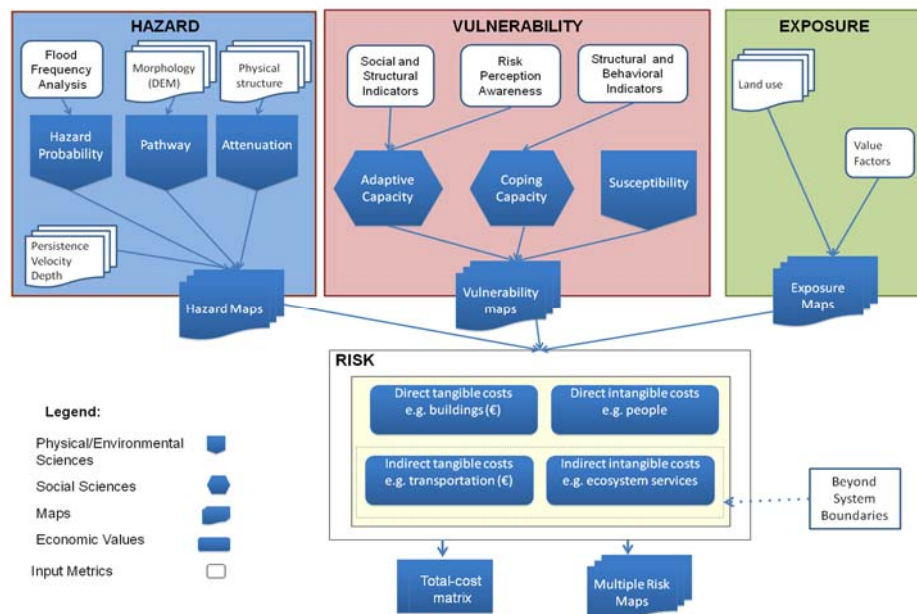 HAZARD
Flood
Frequency
Analysis
Morphology
(DEM)
Physical
structure
Hazard
Probability
Pathway
Attenuation
Persistence
Velocity
Depth
Hazard Maps
VULNERABILITY
Social and
Structural
Indicators
Risk
Perception
Awareness
Structural and
Behavioral
Indicators
Adaptive
Capacity
Coping
Capacity
Susceptibility
Vulnerability
maps
EXPOSURE
Land use
Value
Factors
Exposure
Maps
RISK
Direct tangible costs
e.g. buildings (€)
Direct intangible costs
e.g. people
Indirect tangible costs
e.g. transportation (€)
Indirect intangible costs
e.g. ecosystem services
Beyond
System
Boundaries
Total-cost
matrix
Multiple Risk
Maps
Legend:
Physical/Environmental
Sciences
Social Sciences
Maps
Economic Values
Input Metrics